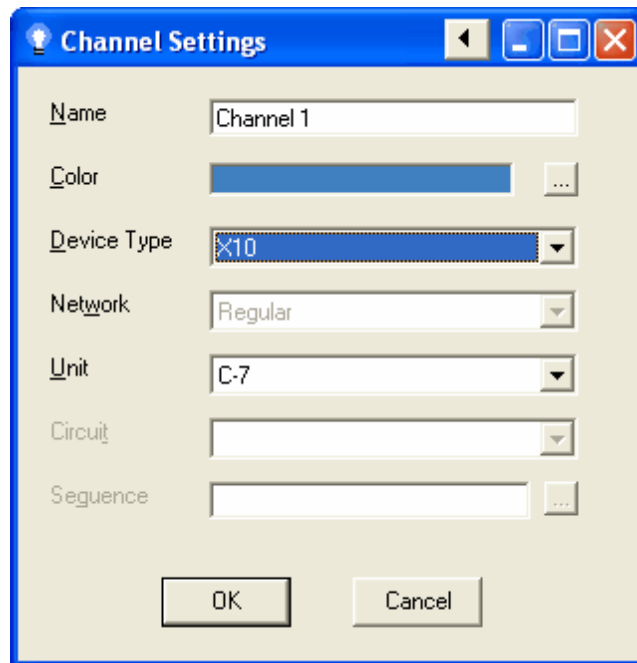 Channel Settings
Name Channel 1
Color ...
Device Type X10
Network Regular
Unit C-7
Circuit
Sequence ...
OK Cancel